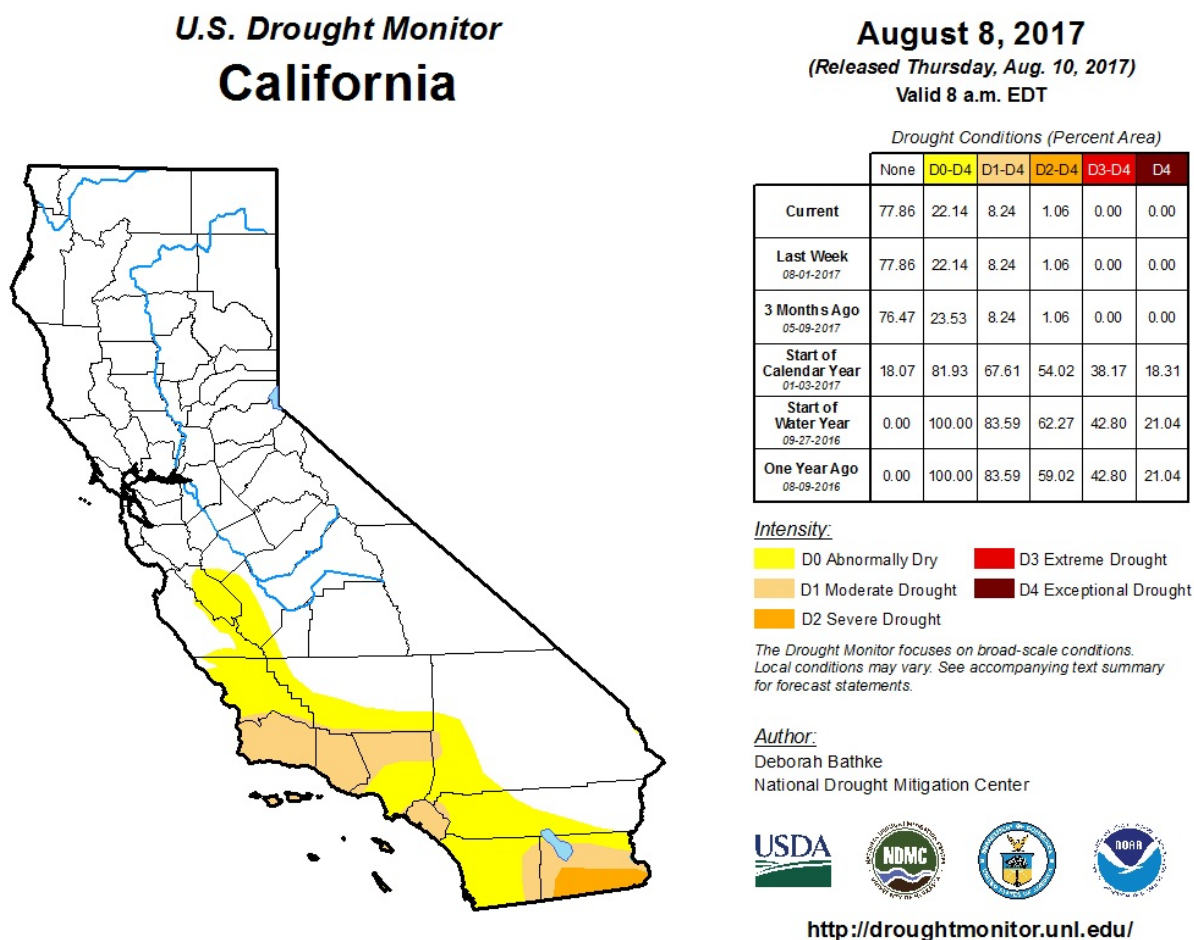 U.S. Drought Monitor
California
August 8, 2017
(Released Thursday, Aug. 10, 2017)
Valid 8 a.m. EDT
Drought Conditions (Percent Area)
None D0-D4 D1-D4 D2-D4 D3-D4 D4
Current 77.86 22.14 8.24 1.06 0.00 0.00
Last Week
08-01-2017 77.86 22.14 8.24 1.06 0.00 0.00
3 Months Ago
05-09-2017 76.47 23.53 8.24 1.06 0.00 0.00
Start of
Calendar Year
01-03-2017 18.07 81.93 67.61 54.02 38.17 18.31
Start of
Water Year
09-27-2016 0.00 100.00 83.59 62.27 42.80 21.04
One Year Ago
08-09-2016 0.00 100.00 83.59 59.02 42.80 21.04
Intensity:
D0 Abnormally Dry
D1 Moderate Drought
D2 Severe Drought
D3 Extreme Drought
D4 Exceptional Drought
The Drought Monitor focuses on broad-scale conditions.
Local conditions may vary. See accompanying text summary
for forecast statements.
Author:
Deborah Bathke
National Drought Mitigation Center
USDA
NDMC
NOAA
http://droughtmonitor.unl.edu/